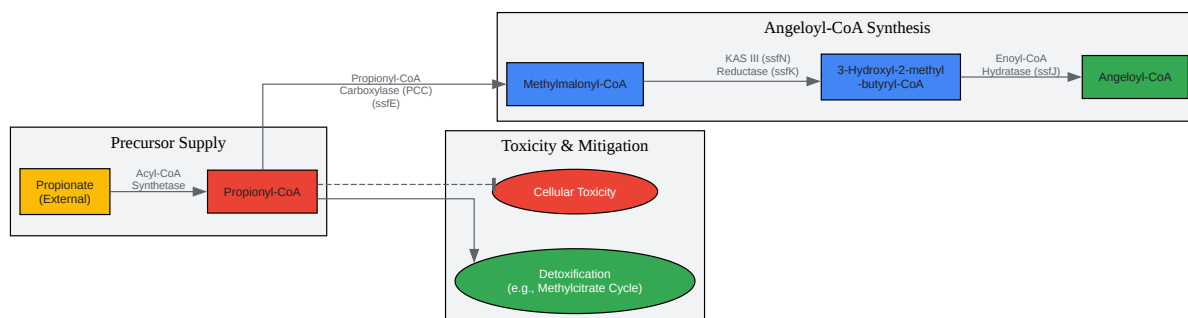 Angeloyl-CoA Synthesis
Propionyl-CoA
Carboxylase (PCC)
(ssfE)
Methylmalonyl-CoA
KAS III (ssfN)
Reductase (ssfK)
3-Hydroxyl-2-methyl
-butyryl-CoA
Enoyl-CoA
Hydratase (ssfJ)
Angeloyl-CoA
Precursor Supply
Propionate
(External)
Acyl-CoA
Synthetase
Propionyl-CoA
Toxicity & Mitigation
Cellular Toxicity
Detoxification
(e.g., Methylcitrate Cycle)